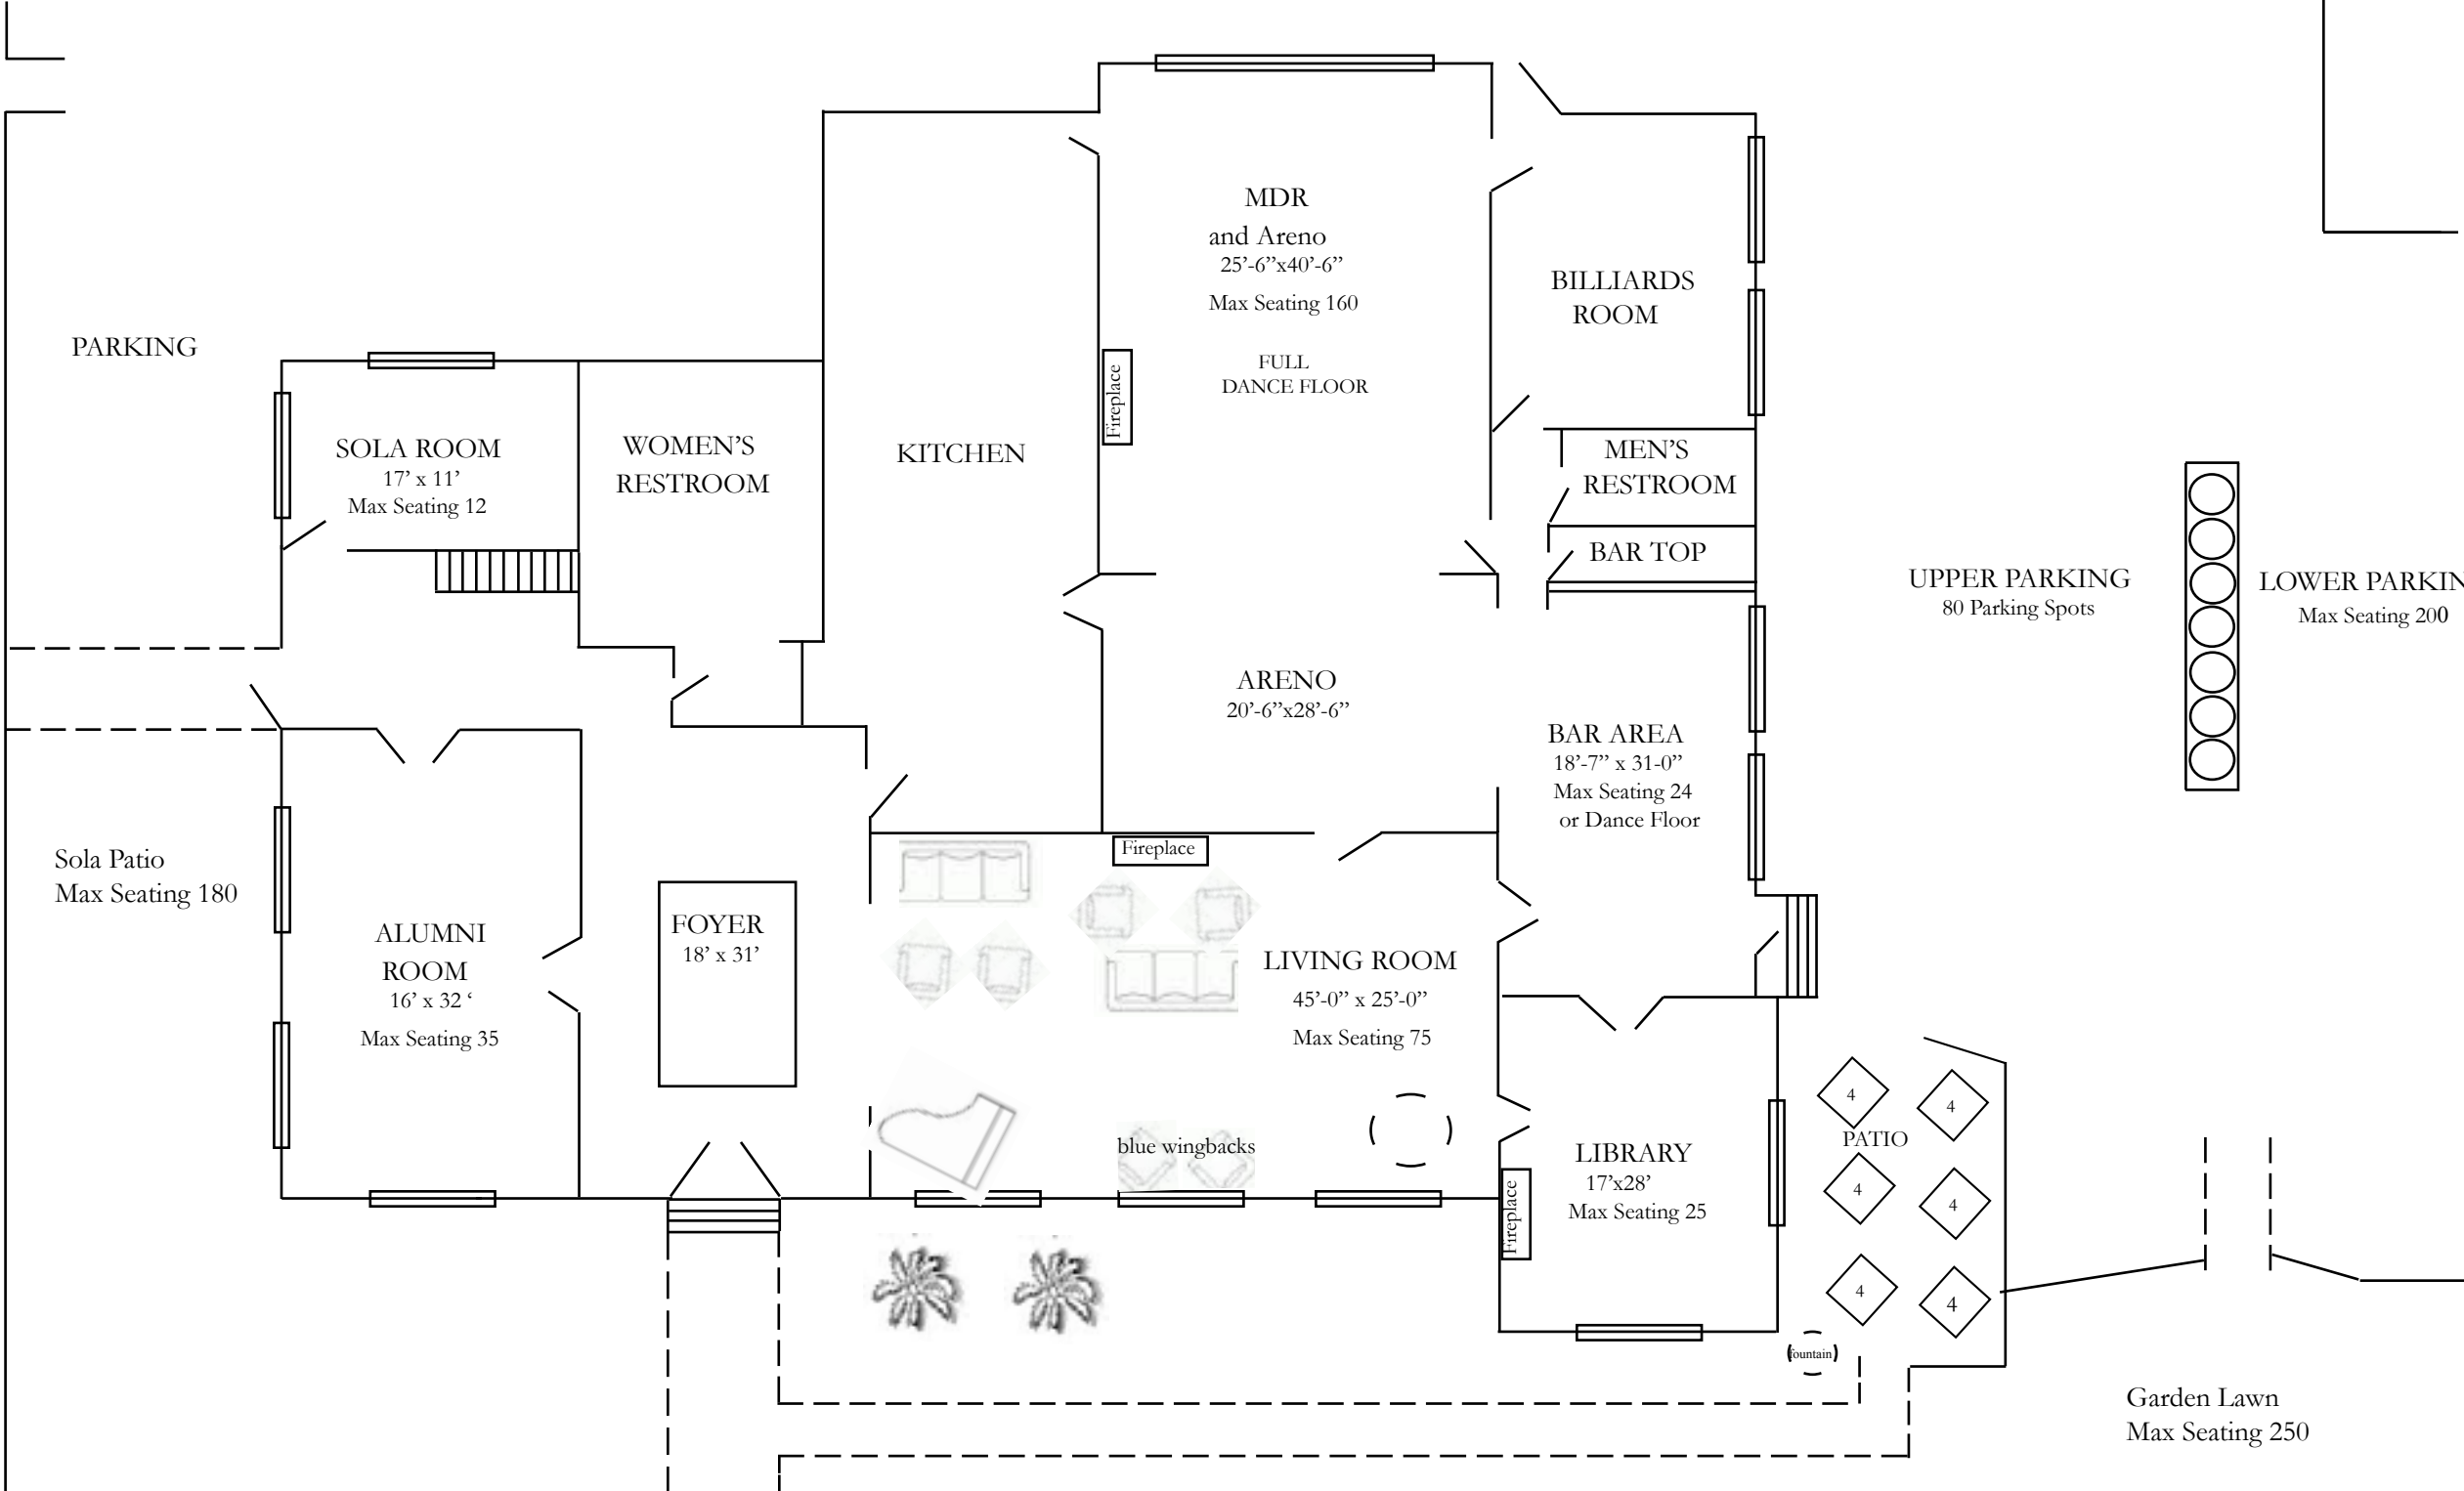 MDR
and Areno
25’-6”x40’-6”
Max Seating 160
FULL
DANCE FLOOR
BILLIARDS
ROOM
PARKING
Fireplace
SOLA ROOM
17’ x 11’
Max Seating 12
WOMEN’S
RESTROOM
KITCHEN
MEN’S
RESTROOM
BAR TOP
UPPER PARKING
80 Parking Spots
LOWER PARKIN
Max Seating 200
ARENO
20’-6”x28’-6”
BAR AREA
18’-7” x 31-0”
Max Seating 24
or Dance Floor
Sola Patio
Max Seating 180
Fireplace
ALUMNI
ROOM
16’ x 32 ‘
Max Seating 35
FOYER
18’ x 31’
LIVING ROOM
45’-0” x 25’-0”
Max Seating 75
blue wingbacks
LIBRARY
17’x28’
Max Seating 25
Fireplace
4
4
PATIO
4
4
4
4
fountain
Garden Lawn
Max Seating 250